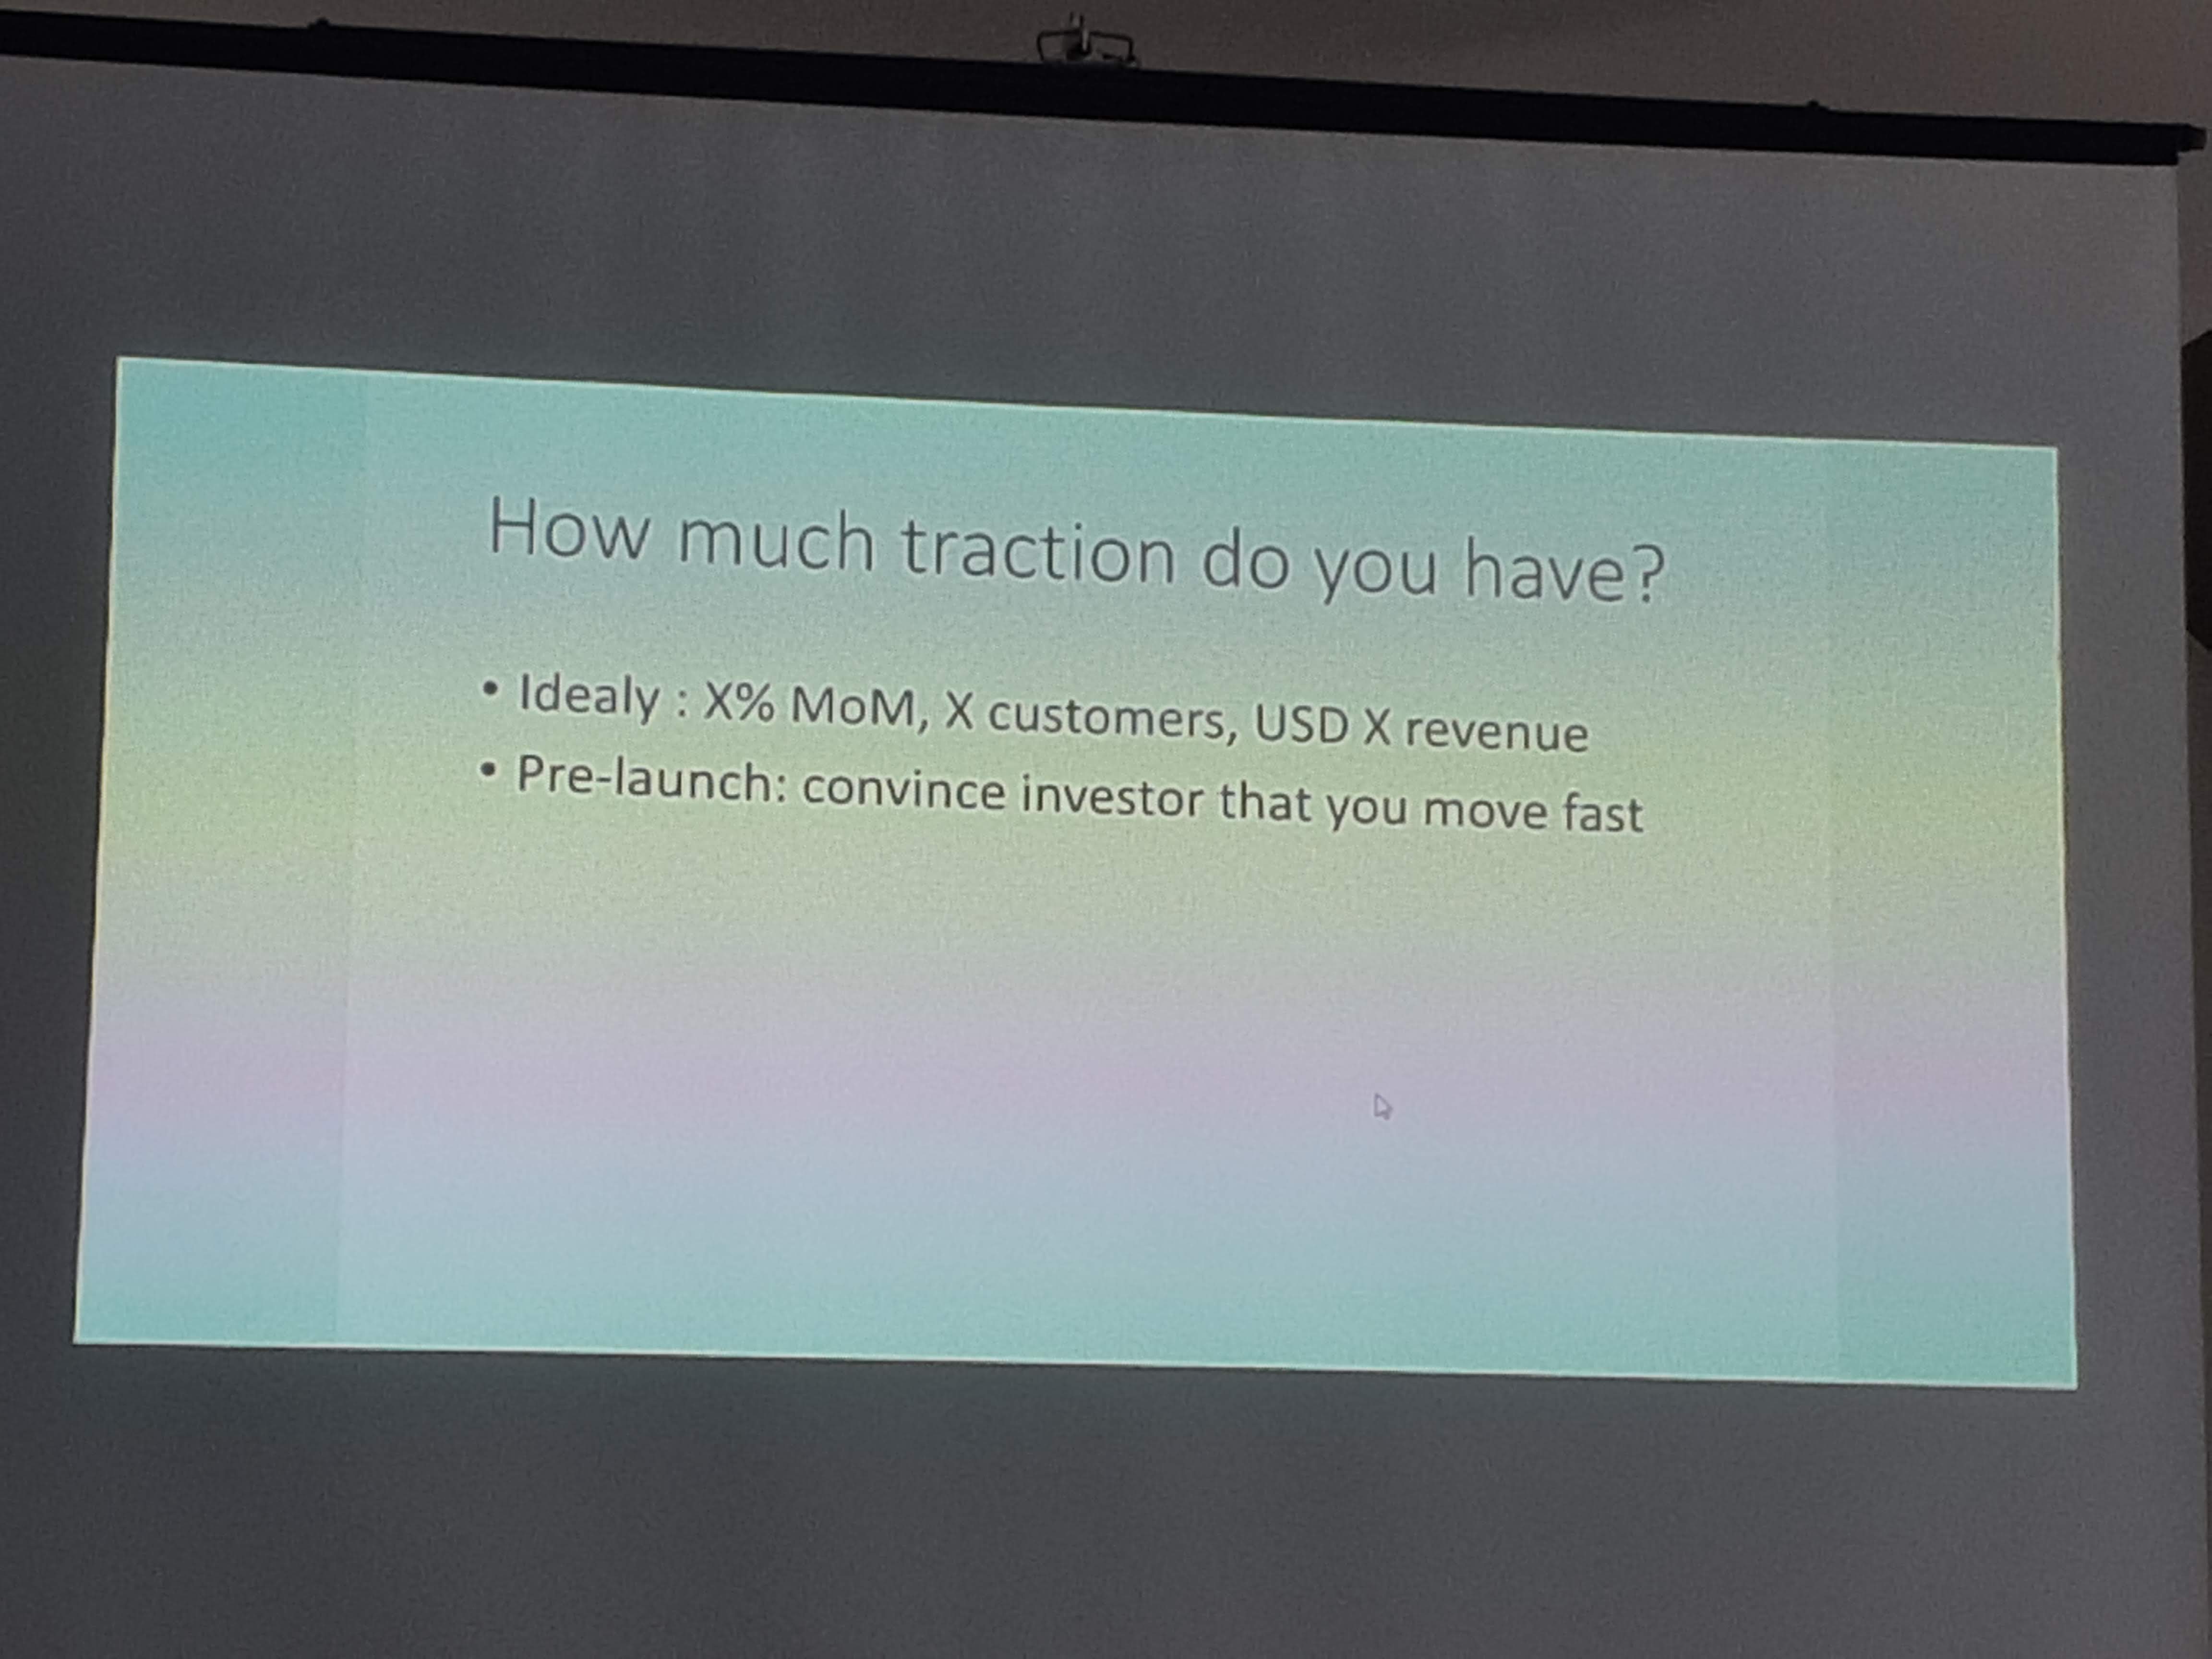 How much traction do you have?
• Idealy : X% MoM, X customers, USD X revenue
• Pre-launch: convince investor that you move fast